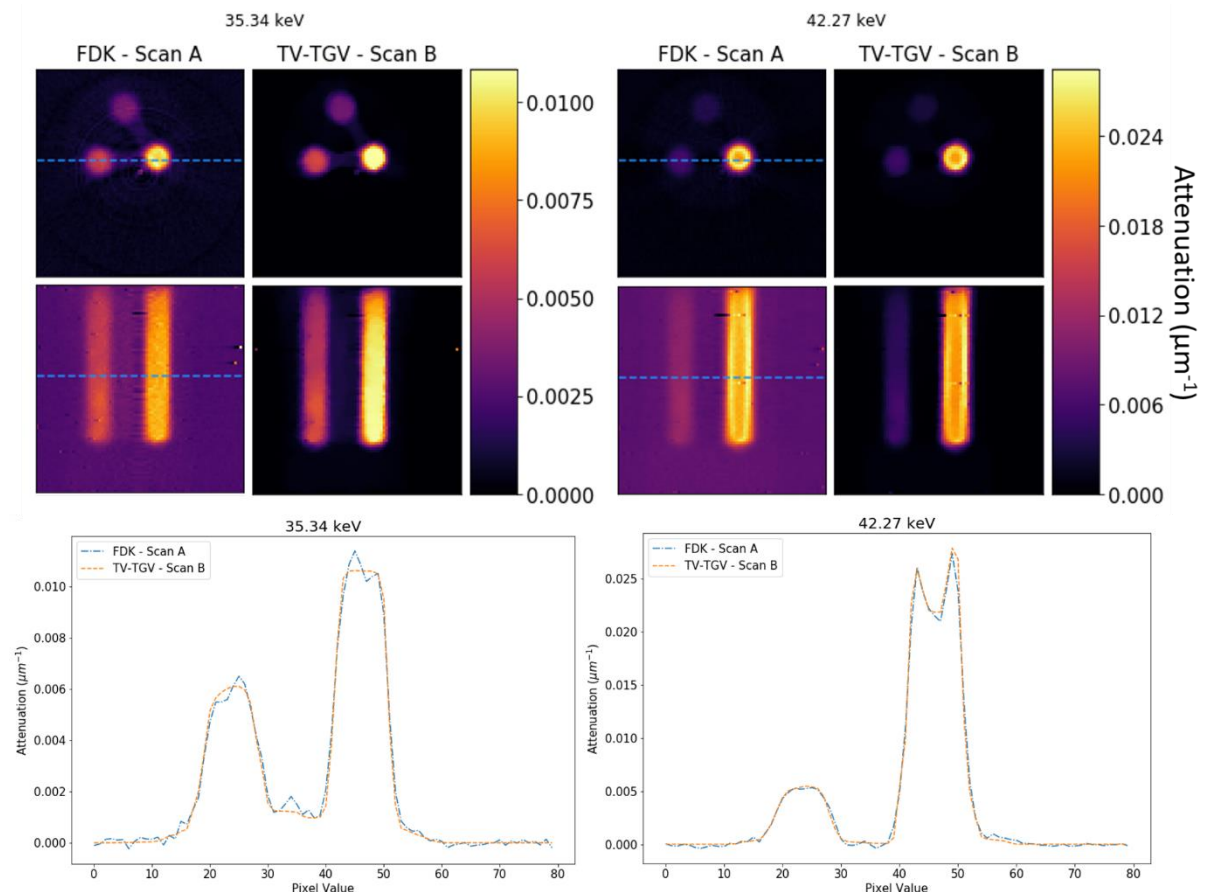 35.34 keV
42.27 keV
FDK - Scan A
TV-TGV - Scan B
FDK - Scan A
TV-TGV - Scan B
0.0100
0.0075
0.0050
0.0025
0.0000
0.024
0.018
0.012
0.006
0.000
Attenuation (μm⁻¹)
35.34 keV
FDK - Scan A
TV-TGV - Scan B
0.010
0.008
0.006
0.004
0.002
0.000
Attenuation (μm⁻¹)
0 10 20 30 40 50 60 70 80
Pixel Value
42.27 keV
FDK - Scan A
TV-TGV - Scan B
0.025
0.020
0.015
0.010
0.005
0.000
Attenuation (μm⁻¹)
0 10 20 30 40 50 60 70 80
Pixel Value